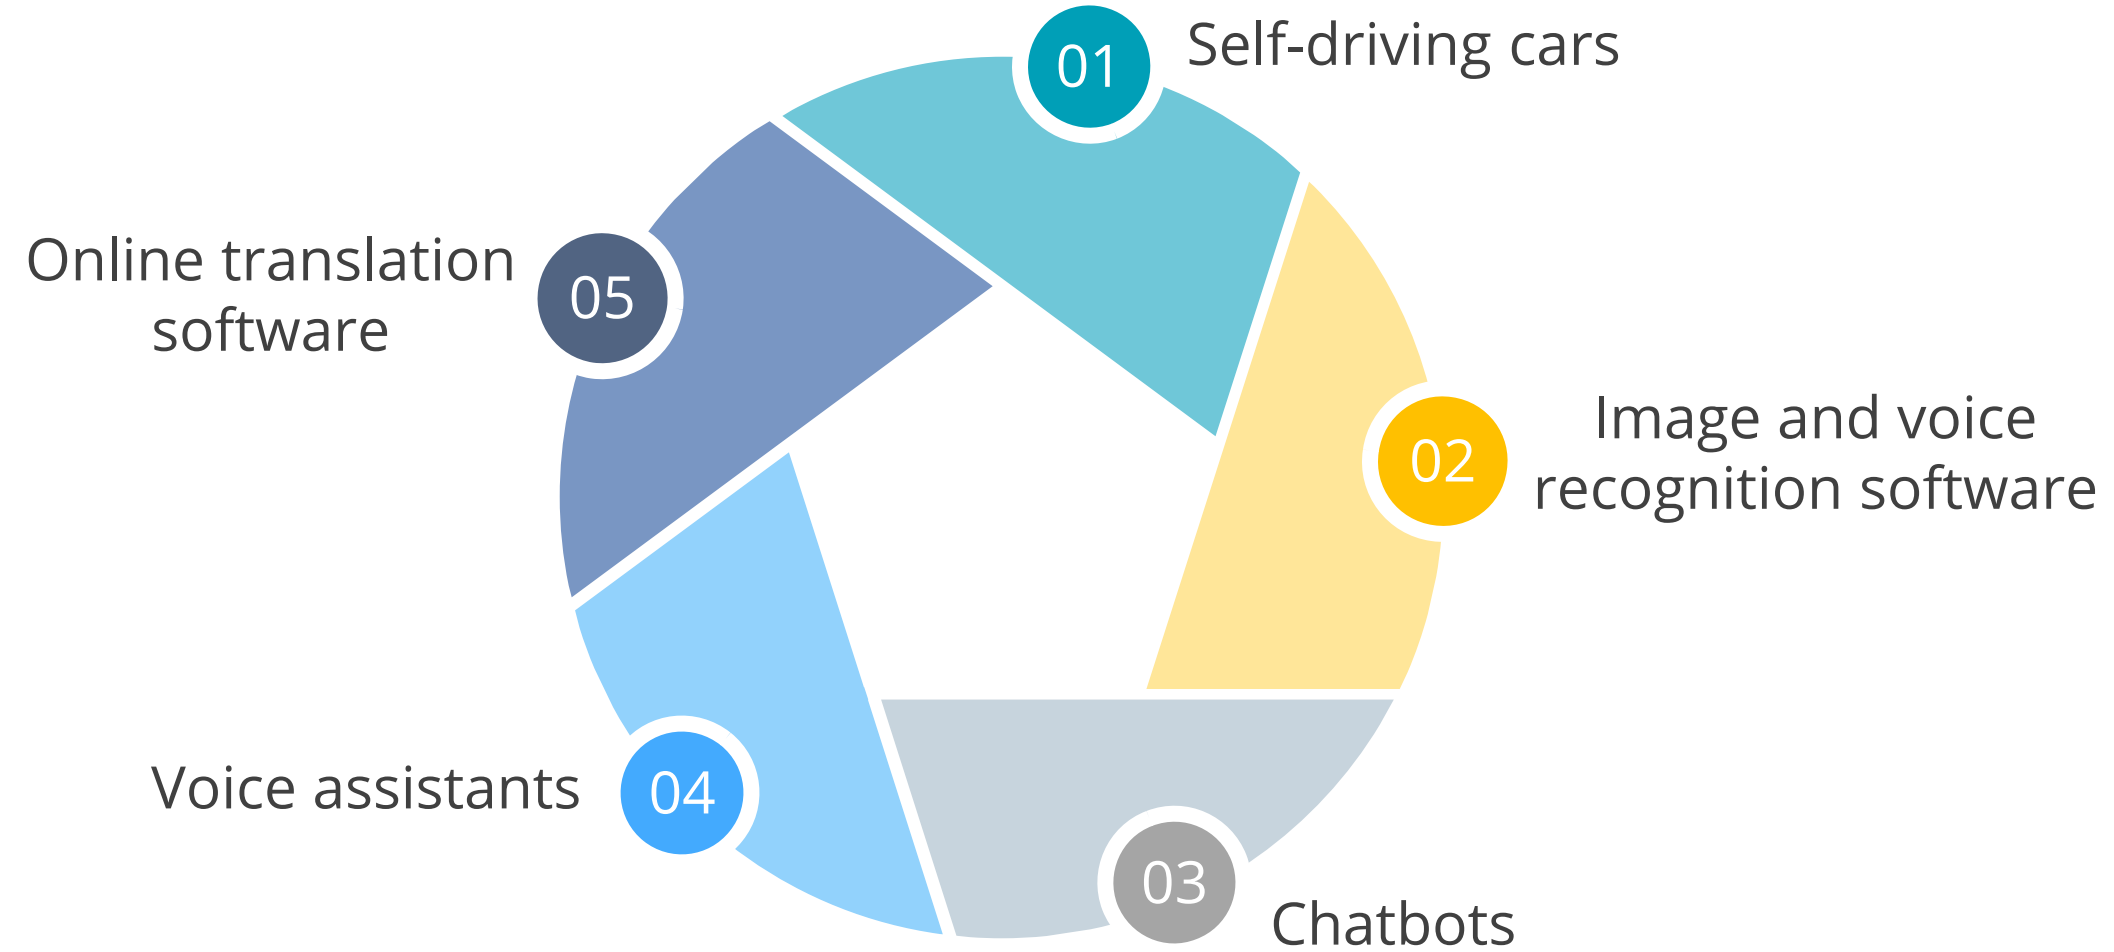 01
Self-driving cars
02
Image and voice
recognition software
03
Chatbots
04
Voice assistants
05
Online translation
software